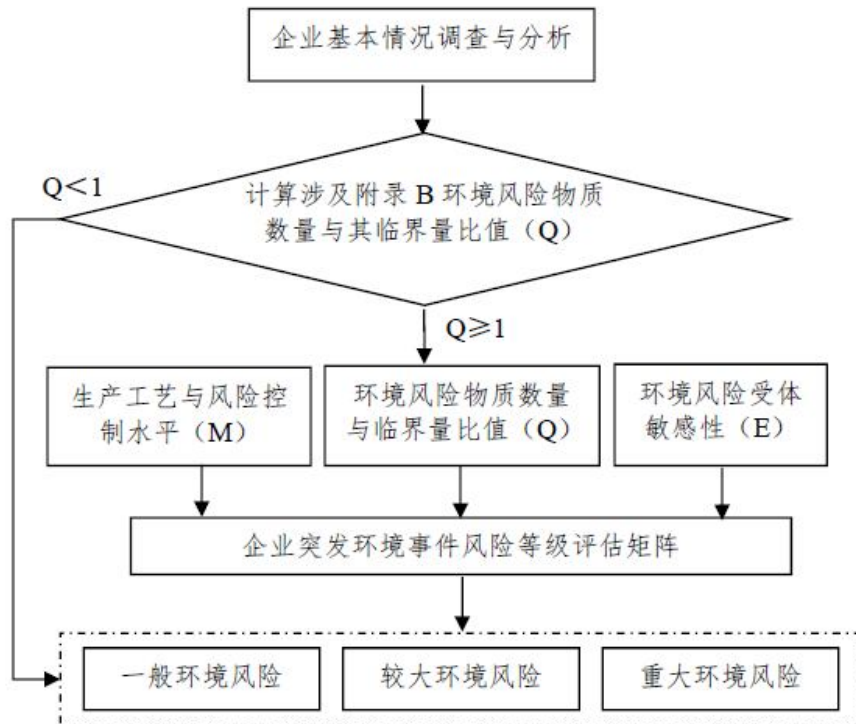 企业基本情况调查与分析
Q＜1
计算涉及附录 B 环境风险物质
数量与其临界量比值（Q）
Q≥1
生产工艺与风险控
制水平（M）
环境风险物质数量
与临界量比值（Q）
环境风险受体
敏感性（E）
企业突发环境事件风险等级评估矩阵
一般环境风险
较大环境风险
重大环境风险